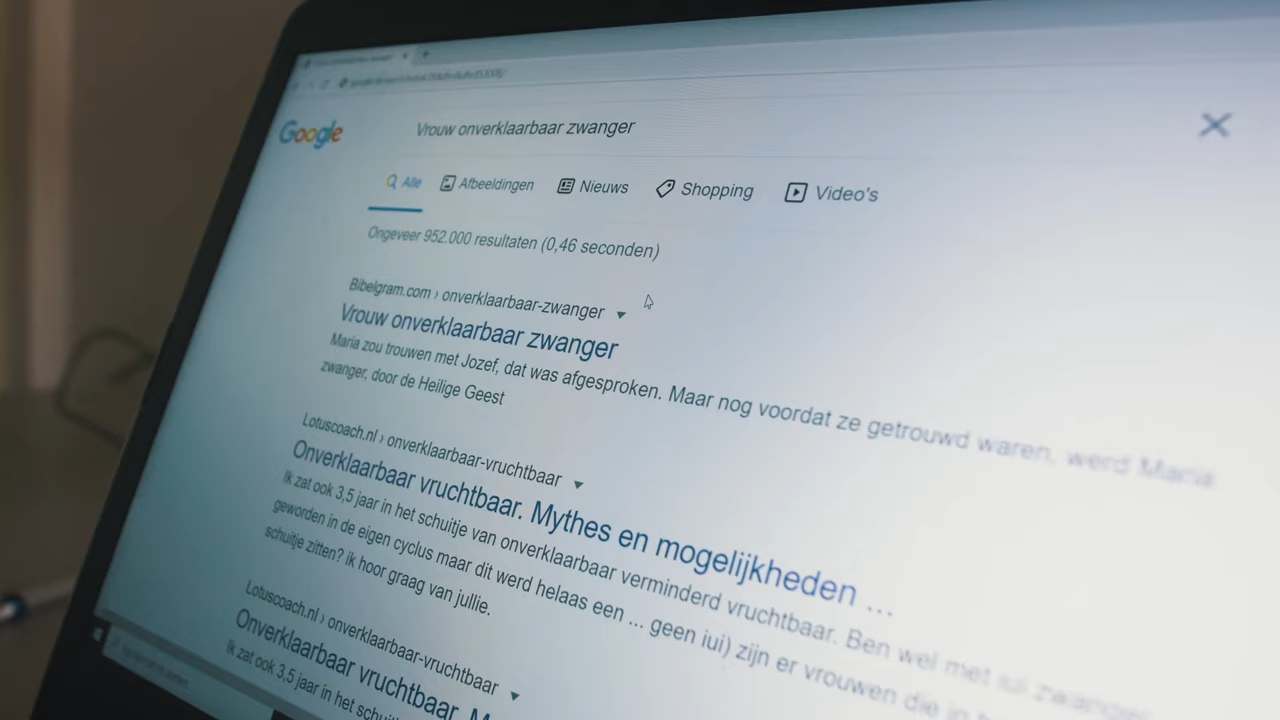 Google
Vrouw onverklaarbaar zwanger
Alle
Afbeeldingen
Nieuws
Shopping
Video's
Ongeveer 952.000 resultaten (0,46 seconden)
Bibelgram.com › onverklaarbaar-zwanger
Vrouw onverklaarbaar zwanger
Maria zou trouwen met Jozef, dat was afgesproken. Maar nog voordat ze getrouwd waren, werd Maria
zwanger, door de Heilige Geest
Lotuscoach.nl › onverklaarbaar-vruchtbaar
Onverklaarbaar vruchtbaar. Mythes en mogelijkheden ...
Ik zat ook 3,5 jaar in het schuitje van onverklaarbaar verminderd vruchtbaar. Ben wel met iui zwanger
geworden in de eigen cyclus maar dit werd helaas een ... geen iui) zijn er vrouwen die in
schuitje zitten? ik hoor graag van jullie.
Lotuscoach.nl › onverklaarbaar-vruchtbaar
Onverklaarbaar vruchtbaar.
Ik zat ook 3,5 jaar in het